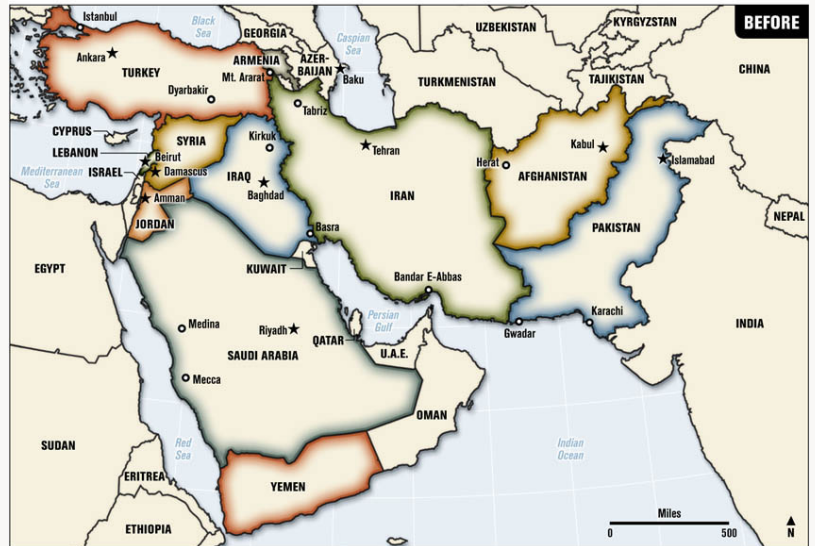 BEFORE
Istanbul
Black
Sea
GEORGIA
Caspian
Sea
UZBEKISTAN
KYRGYZSTAN
Ankara
TURKEY
ARMENIA
Mt. Ararat
AZER-
BAIJAN
Baku
TURKMENISTAN
TAJIKISTAN
CHINA
Dyarbakir
Tabriz
CYPRUS
LEBANON
Beirut
SYRIA
Kirkuk
Tehran
Herat
Kabul
Islamabad
Mediterranean
Sea
ISRAEL
Damascus
IRAQ
Baghdad
IRAN
AFGHANISTAN
Amman
JORDAN
Basra
PAKISTAN
NEPAL
EGYPT
KUWAIT
Bandar E-Abbas
Medina
Riyadh
Persian
Gulf
Karachi
Gwadar
INDIA
SAUDI ARABIA
QATAR
U.A.E.
Mecca
OMAN
SUDAN
Red
Sea
Indian
Ocean
ERITREA
YEMEN
ETHIOPIA
Miles
0
500
N